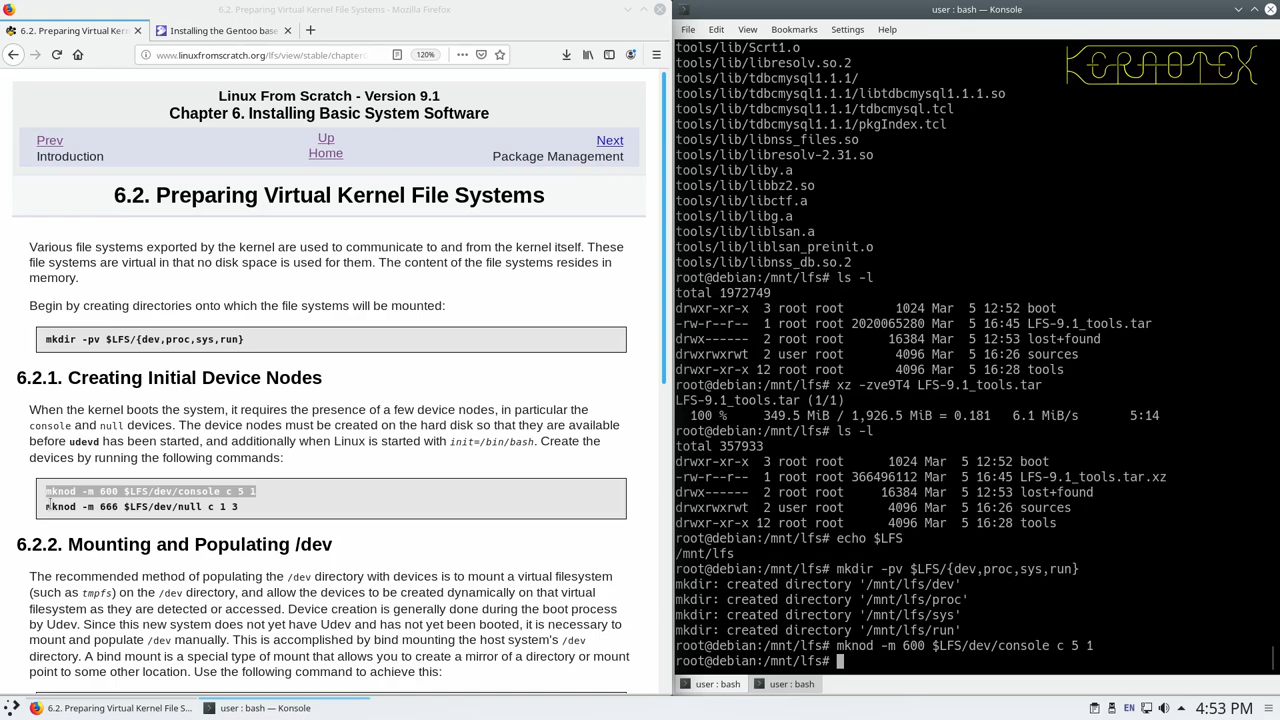 6.2. Preparing Virtual Kernel File Systems - Mozilla Firefox
6.2. Preparing Virtual Kern
Installing the Gentoo base
www.linuxfromscratch.org/lfs/view/stable/chapter
120%
Linux From Scratch - Version 9.1
Chapter 6. Installing Basic System Software
Prev
Up
Next
Introduction
Home
Package Management
6.2. Preparing Virtual Kernel File Systems
Various file systems exported by the kernel are used to communicate to and from the kernel itself. These
file systems are virtual in that no disk space is used for them. The content of the file systems resides in
memory.
Begin by creating directories onto which the file systems will be mounted:
mkdir -pv $LFS/{dev,proc,sys,run}
6.2.1. Creating Initial Device Nodes
When the kernel boots the system, it requires the presence of a few device nodes, in particular the
console and null devices. The device nodes must be created on the hard disk so that they are available
before udevd has been started, and additionally when Linux is started with init=/bin/bash. Create the
devices by running the following commands:
mknod -m 600 $LFS/dev/console c 5 1
mknod -m 666 $LFS/dev/null c 1 3
6.2.2. Mounting and Populating /dev
The recommended method of populating the /dev directory with devices is to mount a virtual filesystem
(such as tmpfs) on the /dev directory, and allow the devices to be created dynamically on that virtual
filesystem as they are detected or accessed. Device creation is generally done during the boot process
by Udev. Since this new system does not yet have Udev and has not yet been booted, it is necessary to
mount and populate /dev manually. This is accomplished by bind mounting the host system's /dev
directory. A bind mount is a special type of mount that allows you to create a mirror of a directory or mount
point to some other location. Use the following command to achieve this:
user : bash — Konsole
File Edit View Bookmarks Settings Help
KERNOTEX
tools/lib/Scrt1.o
tools/lib/libresolv.so.2
tools/lib/tdbcmysql1.1.1/
tools/lib/tdbcmysql1.1.1/libtdbcmysql1.1.1.so
tools/lib/tdbcmysql1.1.1/tdbcmysql.tcl
tools/lib/tdbcmysql1.1.1/pkgIndex.tcl
tools/lib/libnss_files.so
tools/lib/libresolv-2.31.so
tools/lib/liby.a
tools/lib/libbz2.so
tools/lib/libctf.a
tools/lib/libg.a
tools/lib/liblsan.a
tools/lib/liblsan_preinit.o
tools/lib/libnss_db.so.2
root@debian:/mnt/lfs# ls -l
total 1972749
drwxr-xr-x 3 root root 1024 Mar 5 12:52 boot
-rw-r--r-- 1 root root 2020065280 Mar 5 16:45 LFS-9.1_tools.tar
drwx------ 2 root root 16384 Mar 5 12:53 lost+found
drwxrwxrwt 2 user root 4096 Mar 5 16:26 sources
drwxr-xr-x 12 root root 4096 Mar 5 16:28 tools
root@debian:/mnt/lfs# xz -zve9T4 LFS-9.1_tools.tar
LFS-9.1_tools.tar (1/1)
100 % 349.5 MiB / 1,926.5 MiB = 0.181 6.1 MiB/s 5:14
root@debian:/mnt/lfs# ls -l
total 357933
drwxr-xr-x 3 root root 1024 Mar 5 12:52 boot
-rw-r--r-- 1 root root 366496112 Mar 5 16:45 LFS-9.1_tools.tar.xz
drwx------ 2 root root 16384 Mar 5 12:53 lost+found
drwxrwxrwt 2 user root 4096 Mar 5 16:26 sources
drwxr-xr-x 12 root root 4096 Mar 5 16:28 tools
root@debian:/mnt/lfs# echo $LFS
/mnt/lfs
root@debian:/mnt/lfs# mkdir -pv $LFS/{dev,proc,sys,run}
mkdir: created directory '/mnt/lfs/dev'
mkdir: created directory '/mnt/lfs/proc'
mkdir: created directory '/mnt/lfs/sys'
mkdir: created directory '/mnt/lfs/run'
root@debian:/mnt/lfs# mknod -m 600 $LFS/dev/console c 5 1
root@debian:/mnt/lfs#
user : bash
user : bash
6.2. Preparing Virtual Kernel File S...
user : bash — Konsole
EN
4:53 PM